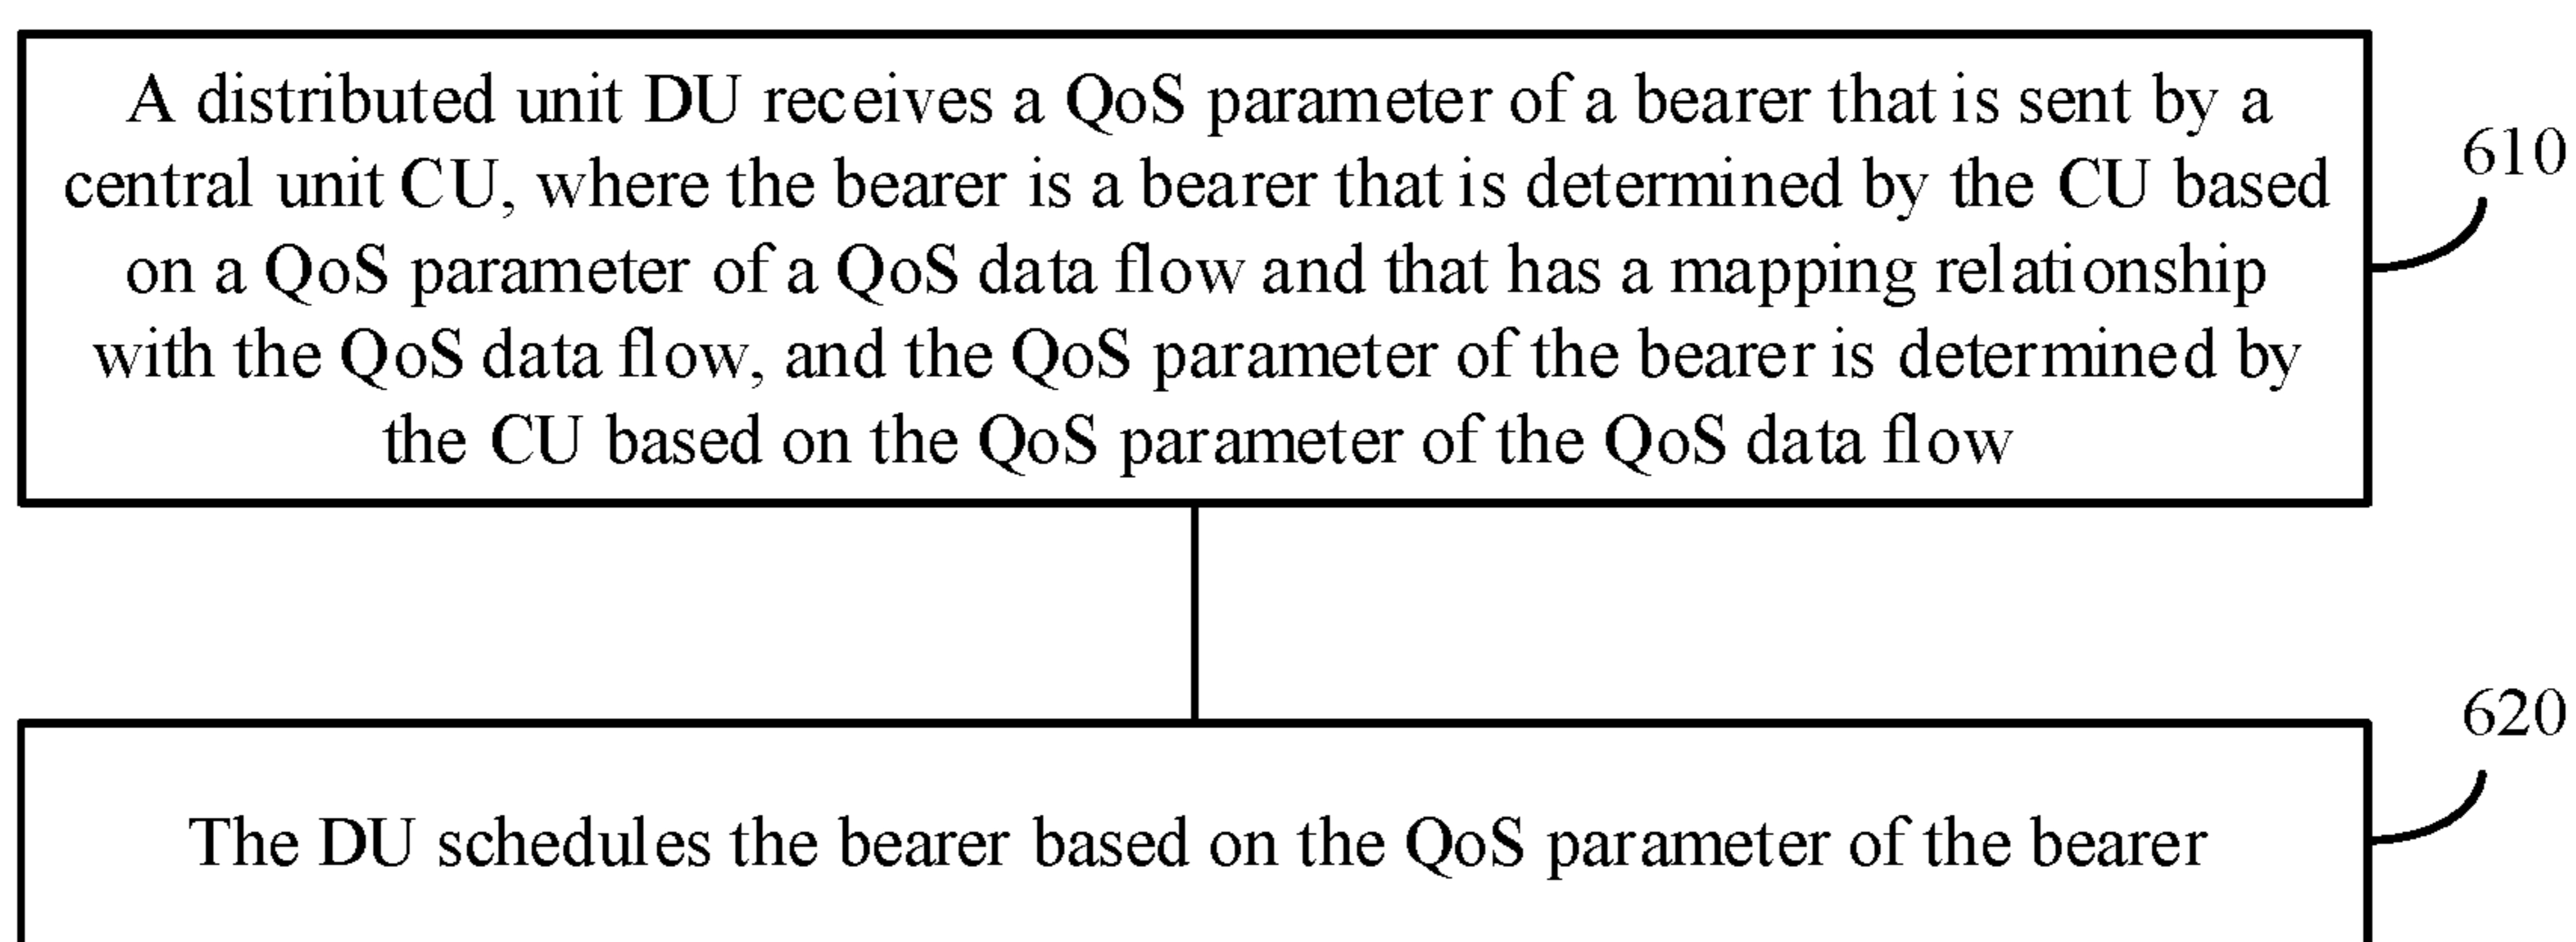 A distributed unit DU receives a QoS parameter of a bearer that is sent by a
central unit CU, where the bearer is a bearer that is determined by the CU based
on a QoS parameter of a QoS data flow and that has a mapping relationship
with the QoS data flow, and the QoS parameter of the bearer is determined by
the CU based on the QoS parameter of the QoS data flow
610
620
The DU schedules the bearer based on the QoS parameter of the bearer